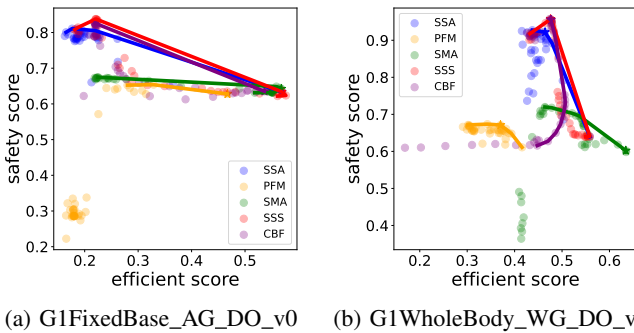 0.8
0.7
0.6
0.5
0.4
0.3
0.2
safety score
SSA
PFM
SMA
SSS
CBF
0.2 0.4 0.6
efficient score
(a) G1FixedBase_AG_DO_v0
0.9
0.8
0.7
0.6
0.5
0.4
safety score
SSA
PFM
SMA
SSS
CBF
0.2 0.3 0.4 0.5 0.6
efficient score
(b) G1WholeBody_WG_DO_v